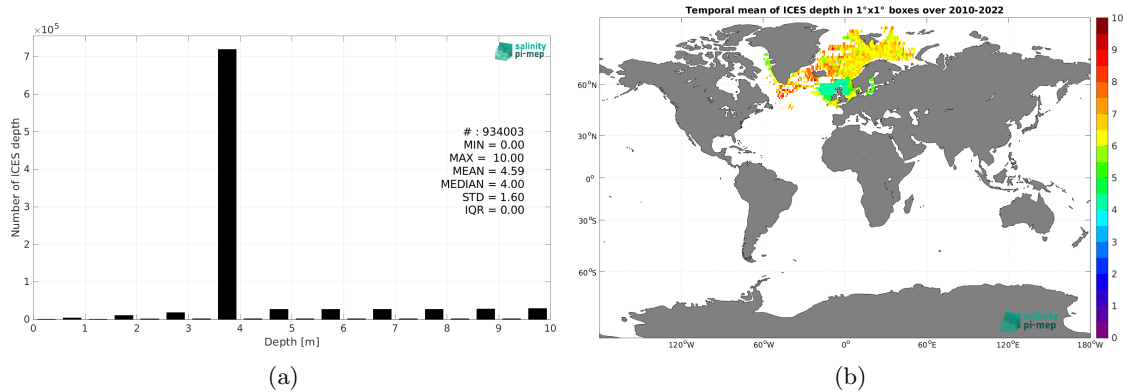 ×10⁵
salinity
pi-mep
# : 934003
MIN = 0.00
MAX = 10.00
MEAN = 4.59
MEDIAN = 4.00
STD = 1.60
IQR = 0.00
7
6
5
4
3
2
1
0
Number of ICES depth
0 1 2 3 4 5 6 7 8 9 10
Depth [m]
(a)
Temporal mean of ICES depth in 1°x1° boxes over 2010-2022
60°N
30°N
0°
30°S
60°S
120°W 60°W 0° 60°E 120°E 180°W
salinity
pi-mep
10
9
8
7
6
5
4
3
2
1
0
(b)